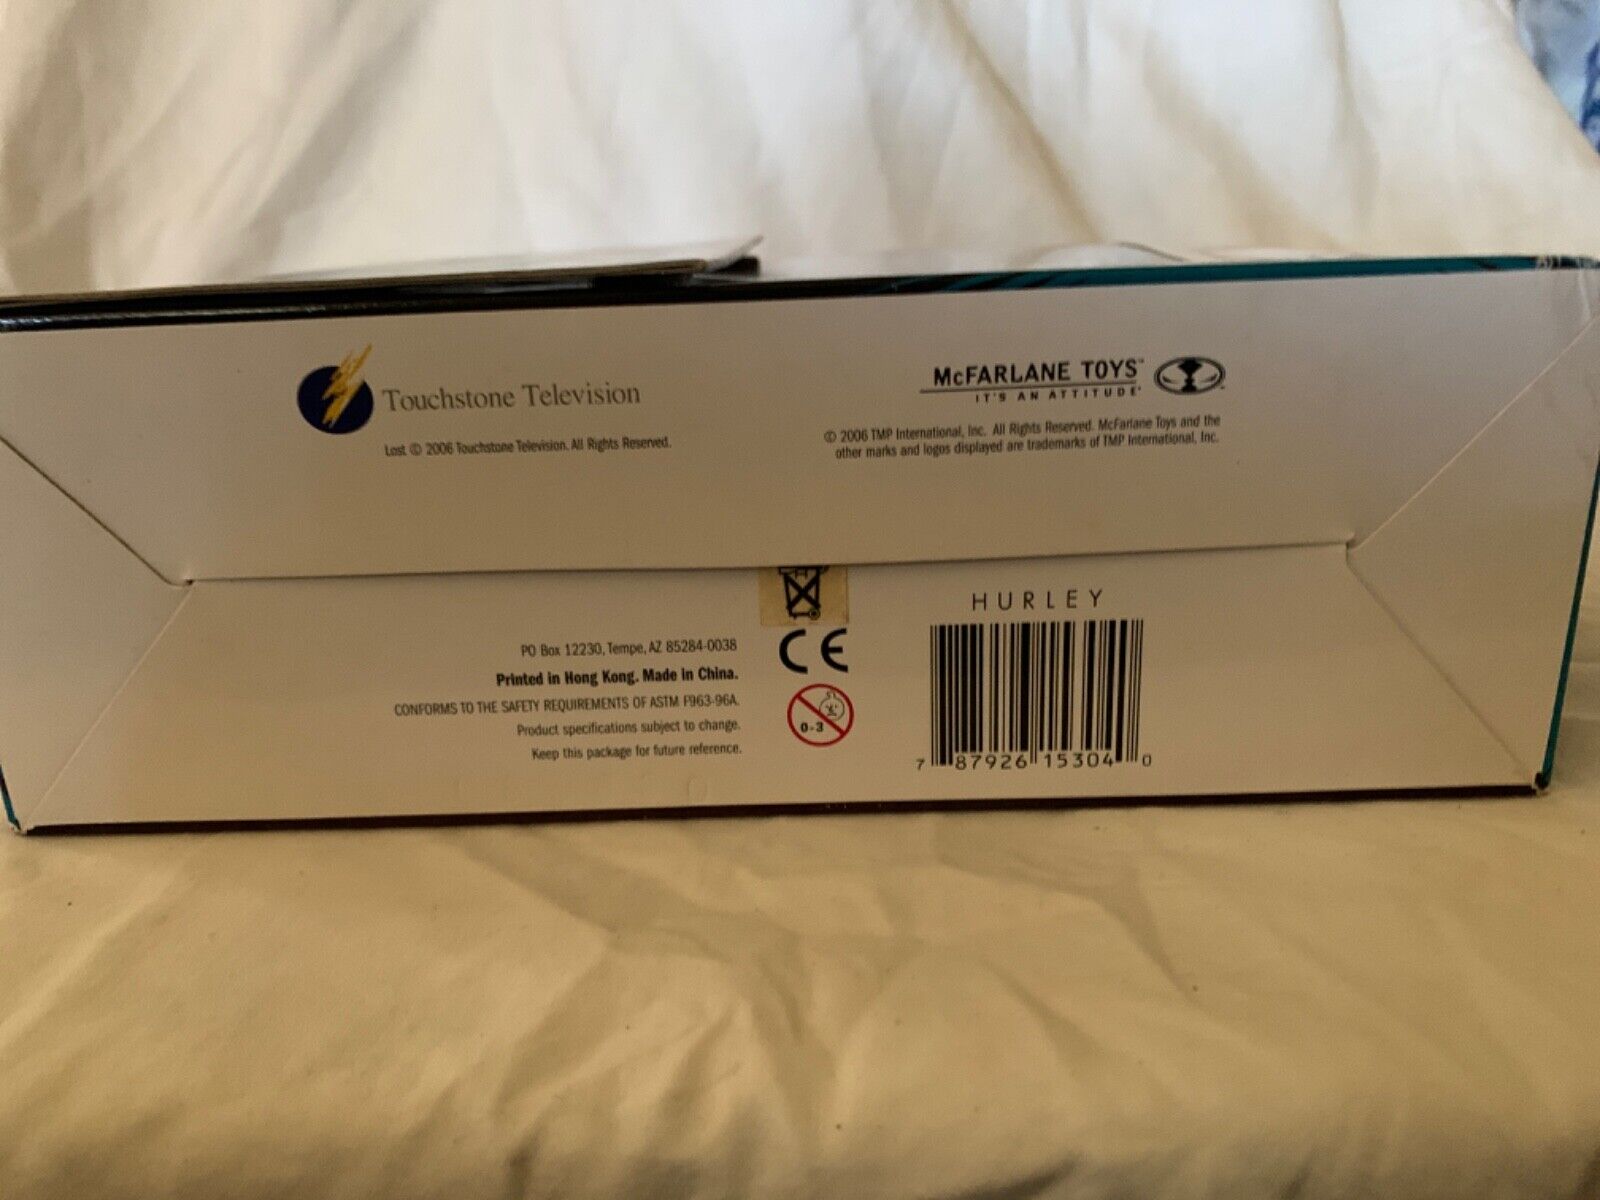 Touchstone Television
Lost © 2006 Touchstone Television. All Rights Reserved.
McFARLANE TOYS™
IT'S AN ATTITUDE
© 2006 TMP International, Inc. All Rights Reserved. McFarlane Toys and the
other marks and logos displayed are trademarks of TMP International, Inc.
PO Box 12230, Tempe, AZ 85284-0038
Printed in Hong Kong. Made in China.
CONFORMS TO THE SAFETY REQUIREMENTS OF ASTM F963-96A.
Product specifications subject to change.
Keep this package for future reference.
CE
0-3
HURLEY
7 87926 15304 0